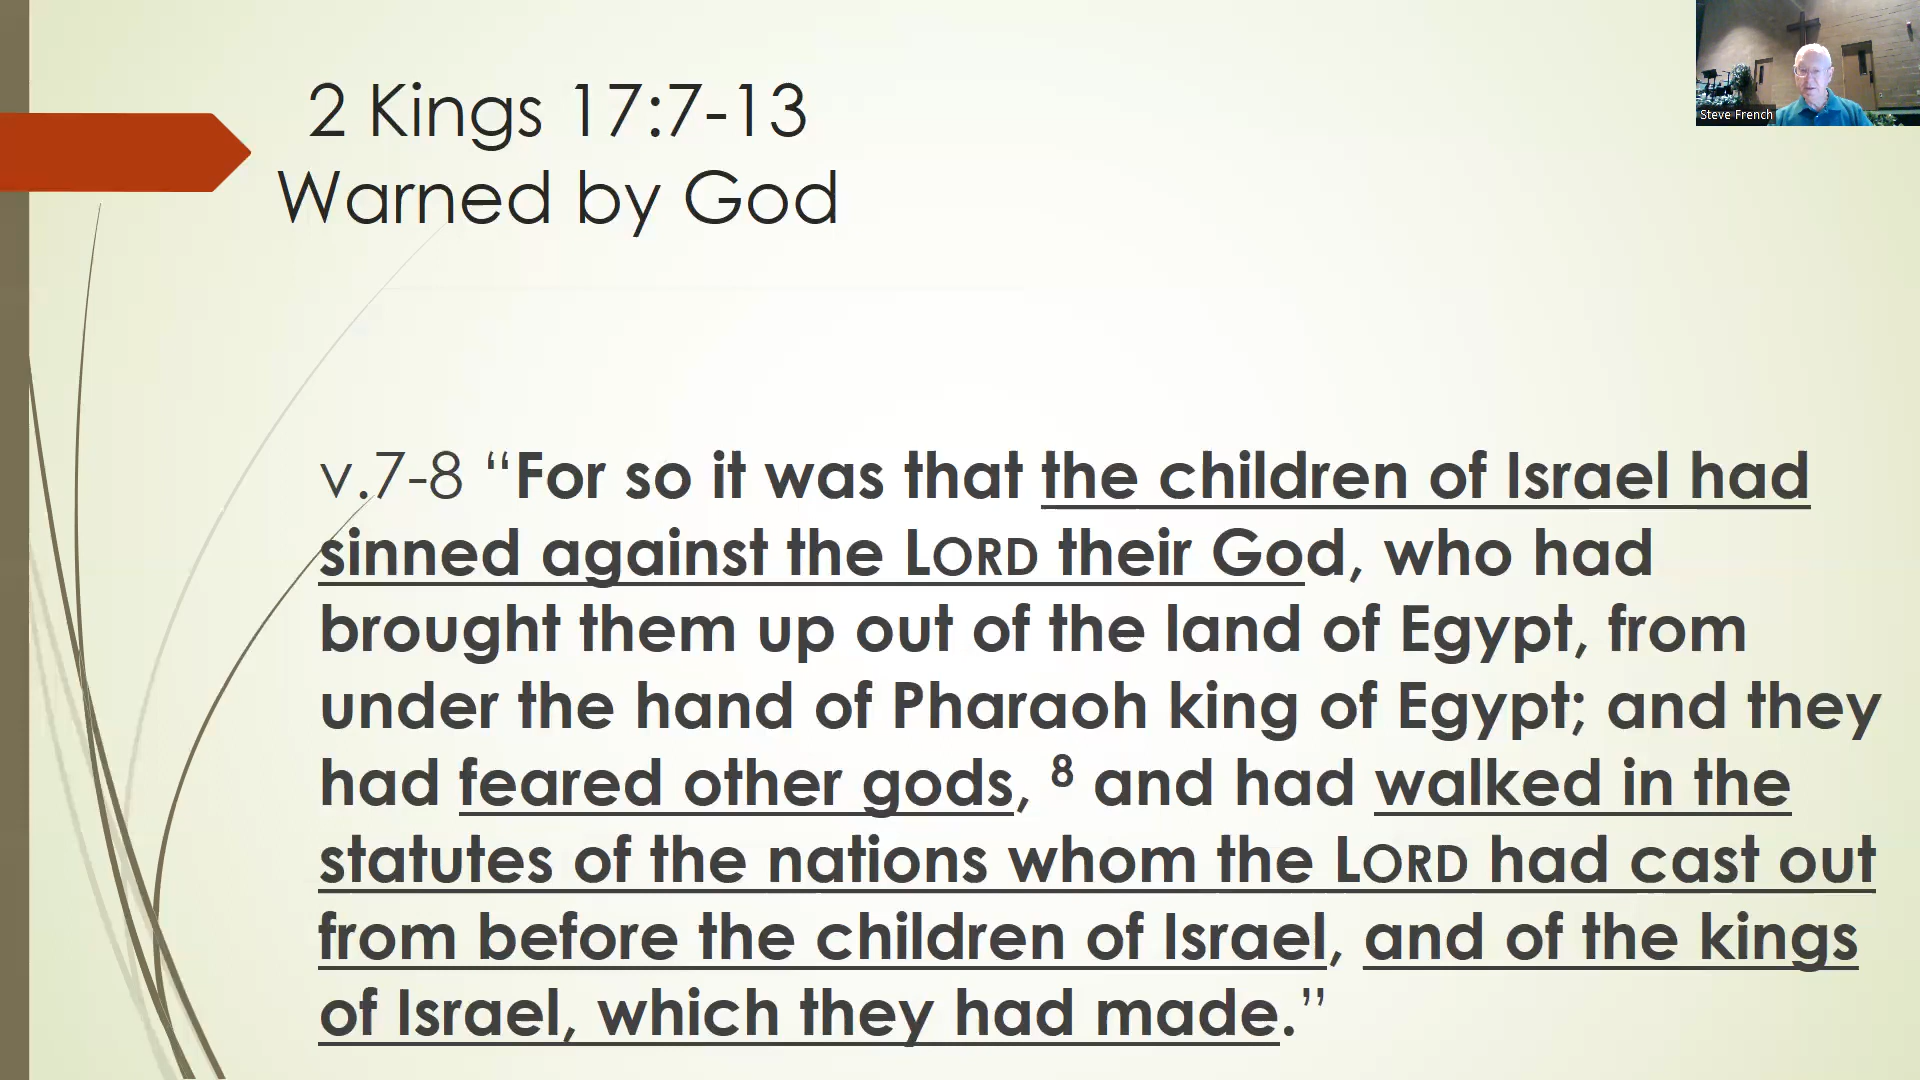 2 Kings 17:7-13
Warned by God
Steve French
v.7-8 “For so it was that the children of Israel had
sinned against the LORD their God, who had
brought them up out of the land of Egypt, from
under the hand of Pharaoh king of Egypt; and they
had feared other gods, ⁸ and had walked in the
statutes of the nations whom the LORD had cast out
from before the children of Israel, and of the kings
of Israel, which they had made.”